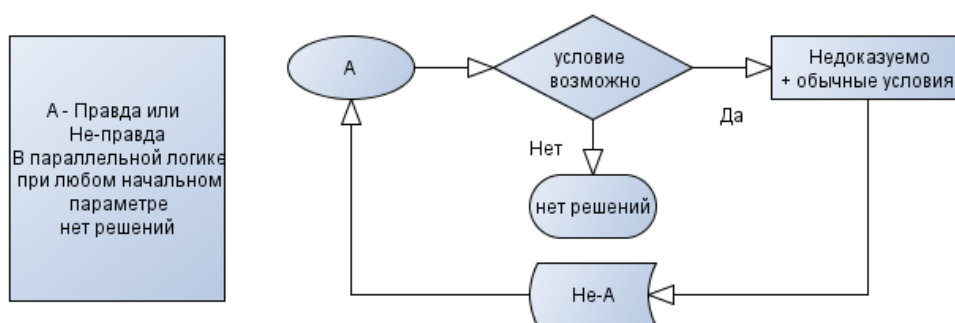 А - Правда или
Не-правда
В параллельной логике
при любом начальном
параметре
нет решений
А
условие
возможно
Недоказуемо
+ обычные условия
Да
Нет
нет решений
Не-А